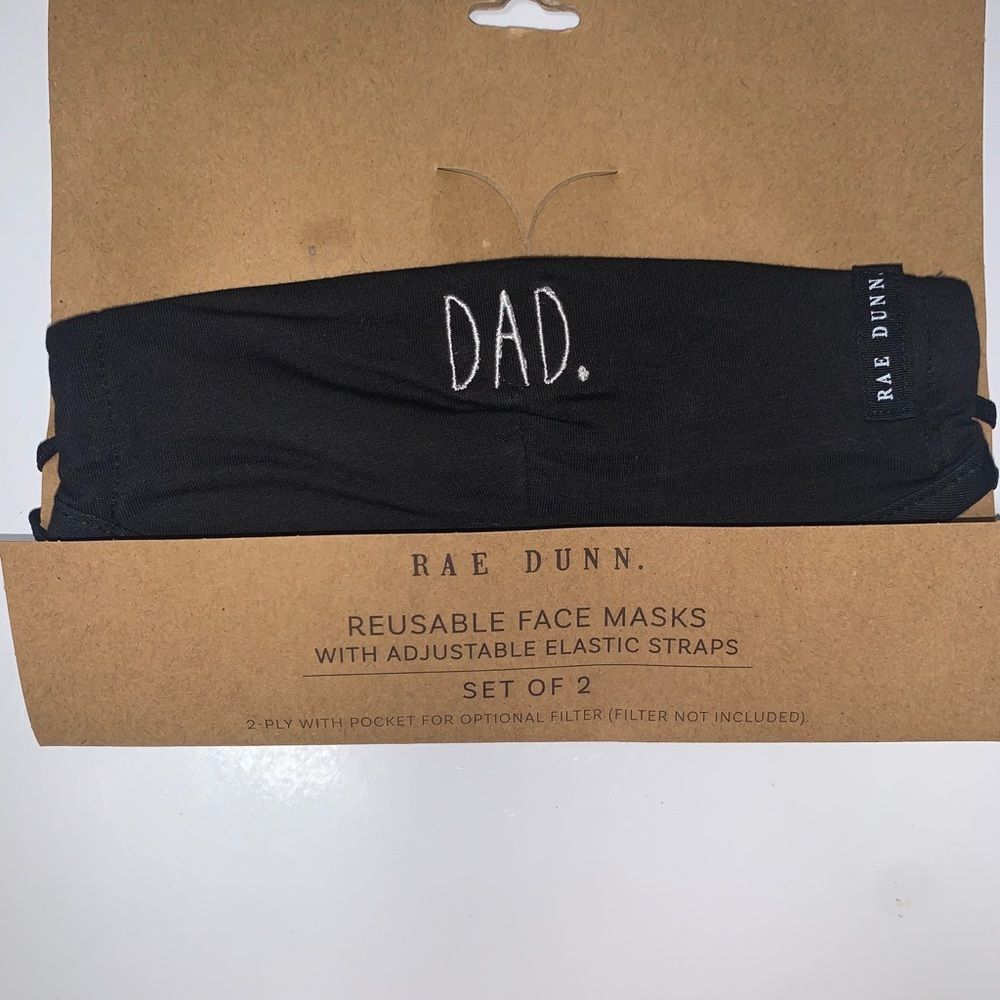 DAD.
RAE DUNN.
RAE DUNN.
REUSABLE FACE MASKS
WITH ADJUSTABLE ELASTIC STRAPS
SET OF 2
2-PLY WITH POCKET FOR OPTIONAL FILTER (FILTER NOT INCLUDED).